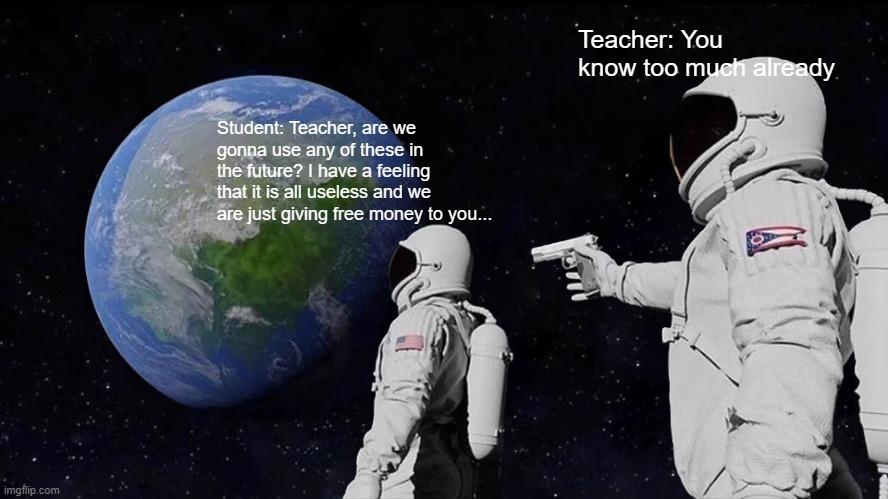 Teacher: You
know too much already
Student: Teacher, are we
gonna use any of these in
the future? I have a feeling
that it is all useless and we
are just giving free money to you...
imgflip.com